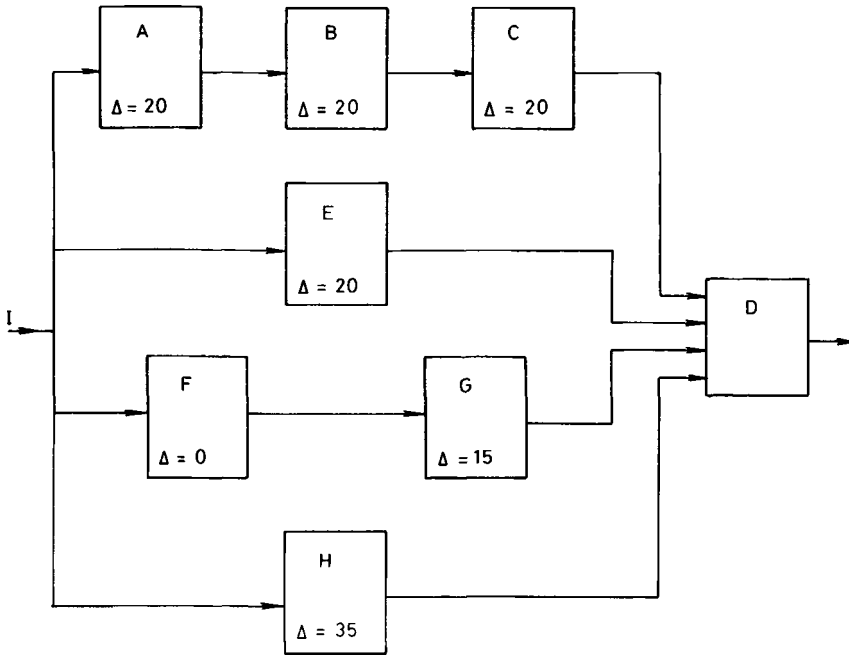 A
Δ = 20
B
Δ = 20
C
Δ = 20
E
Δ = 20
I
D
F
Δ = 0
G
Δ = 15
H
Δ = 35